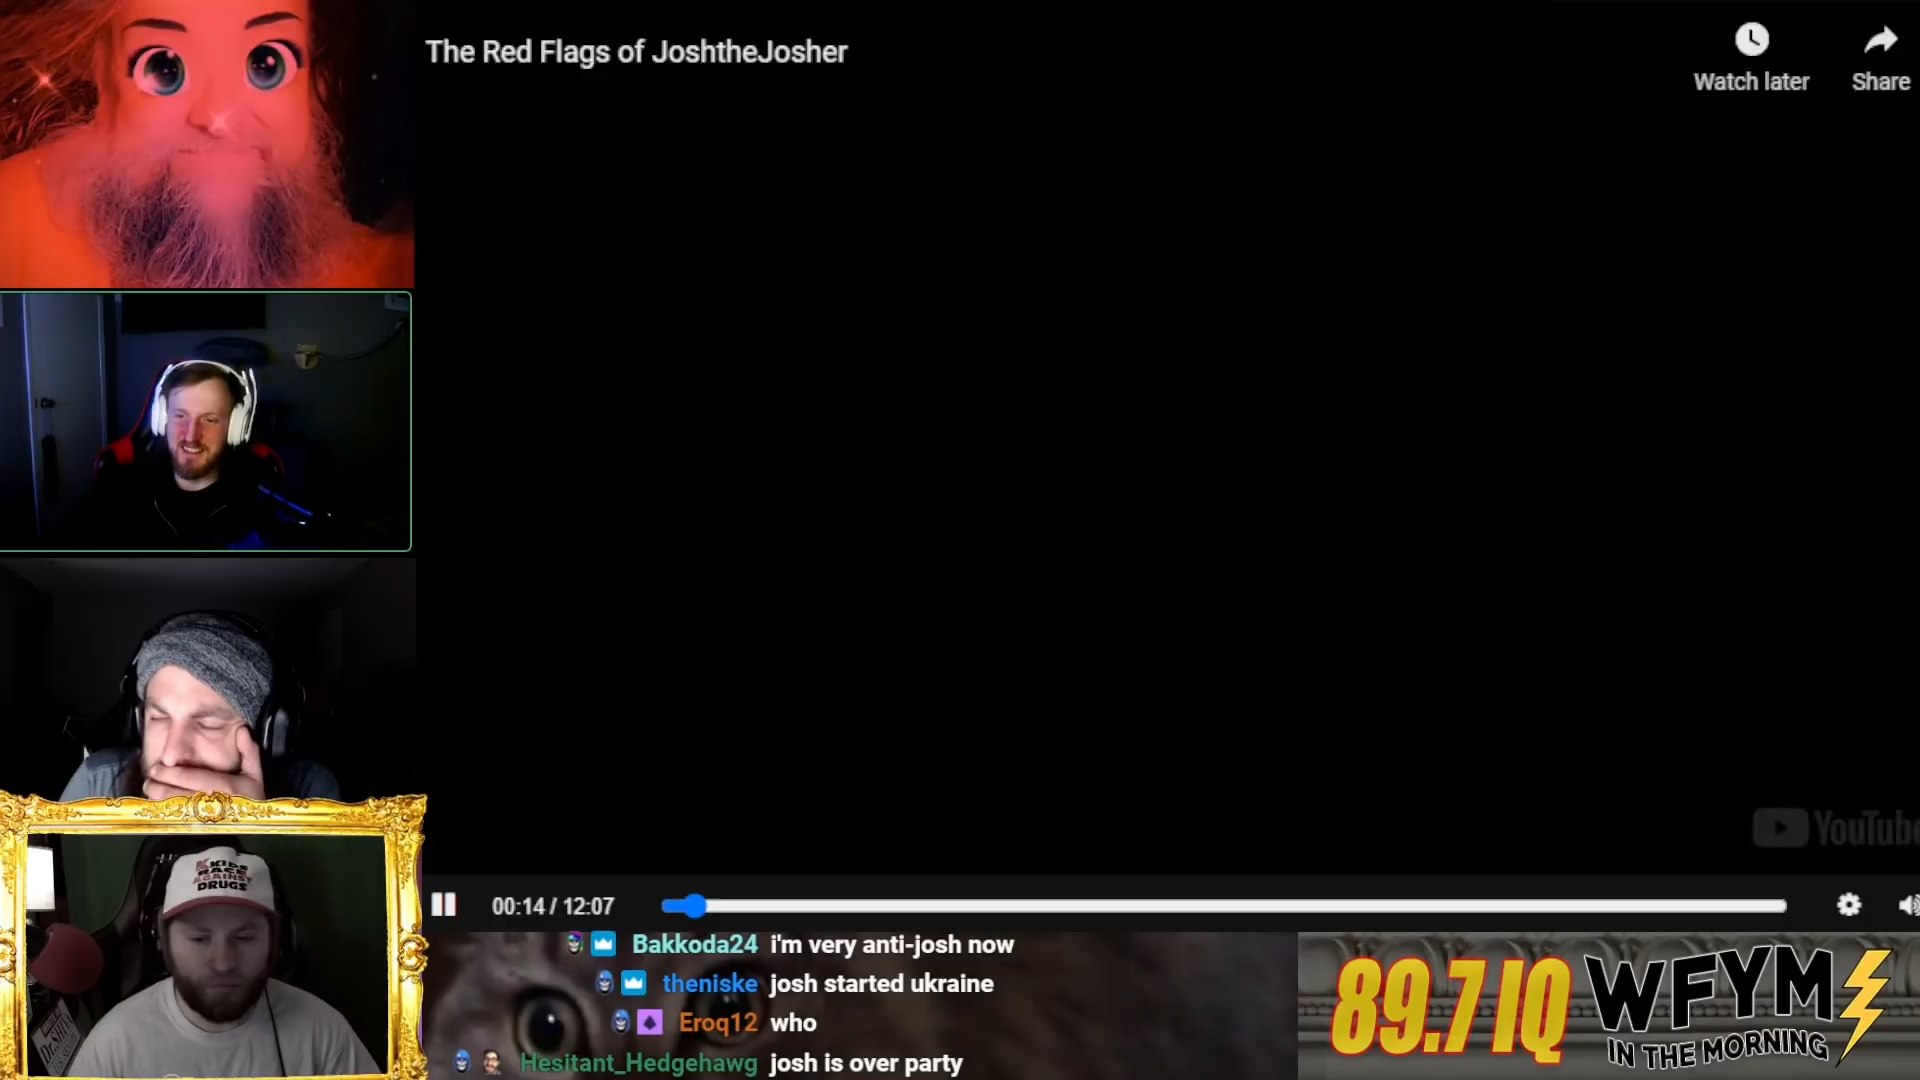 The Red Flags of JoshtheJosher
Watch later
Share
YouTube
00:14 / 12:07
KIDS
RACE
AGAINST
DRUGS
Bakkoda24 i'm very anti-josh now
theniske josh started ukraine
Eroq12 who
Hesitant_Hedgehawg josh is over party
89.7 IQ
WFYM
IN THE MORNING